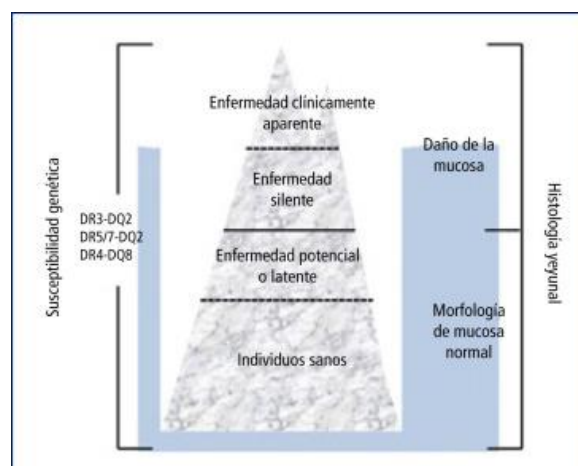 Enfermedad clínicamente
aparente
Daño de la
mucosa
Enfermedad
silente
Susceptibilidad genética
DR3-DQ2
DR5/7-DQ2
DR4-DQ8
Histología yeyunal
Enfermedad potencial
o latente
Morfología
de mucosa
normal
Individuos sanos